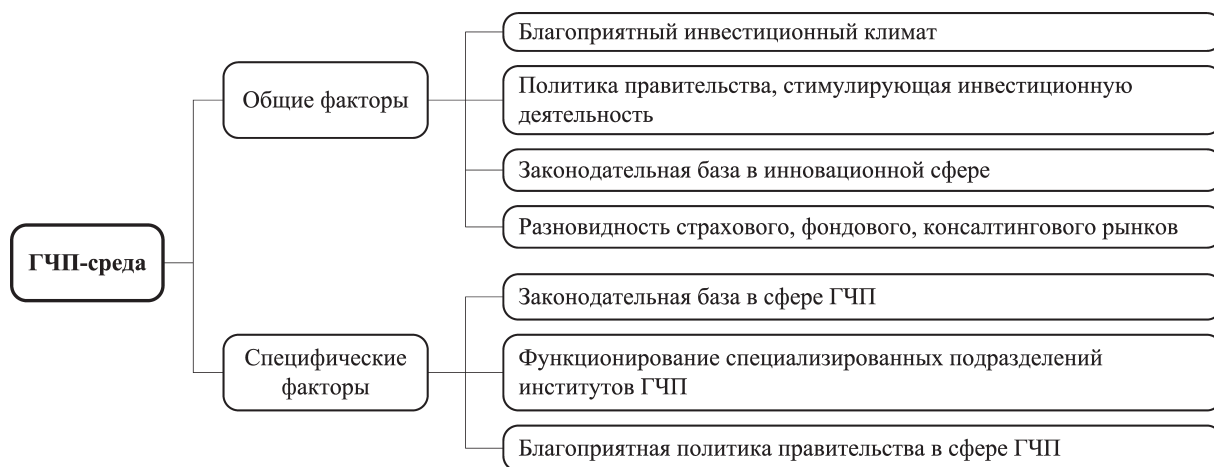 ГЧП-среда
Общие факторы
Благоприятный инвестиционный климат
Политика правительства, стимулирующая инвестиционную
деятельность
Законодательная база в инновационной сфере
Разновидность страхового, фондового, консалтингового рынков
Специфические
факторы
Законодательная база в сфере ГЧП
Функционирование специализированных подразделений
институтов ГЧП
Благоприятная политика правительства в сфере ГЧП